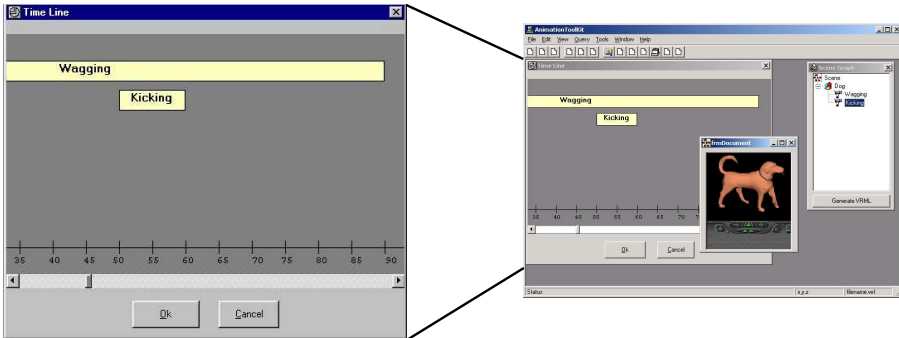 Time Line
Wagging
Kicking
35 40 45 50 55 60 65 70 75 80 85 90
Ok Cancel
AnimationToolKit
File Edit View Query Tools Window Help
Time Line
Wagging
Kicking
35 40 45 50 55 60 65 70
Ok Cancel
frmDocument
Scene Graph
Scene
Dog
Wagging
Kicking
Generate VRML
Status x,y,z filename.vrl